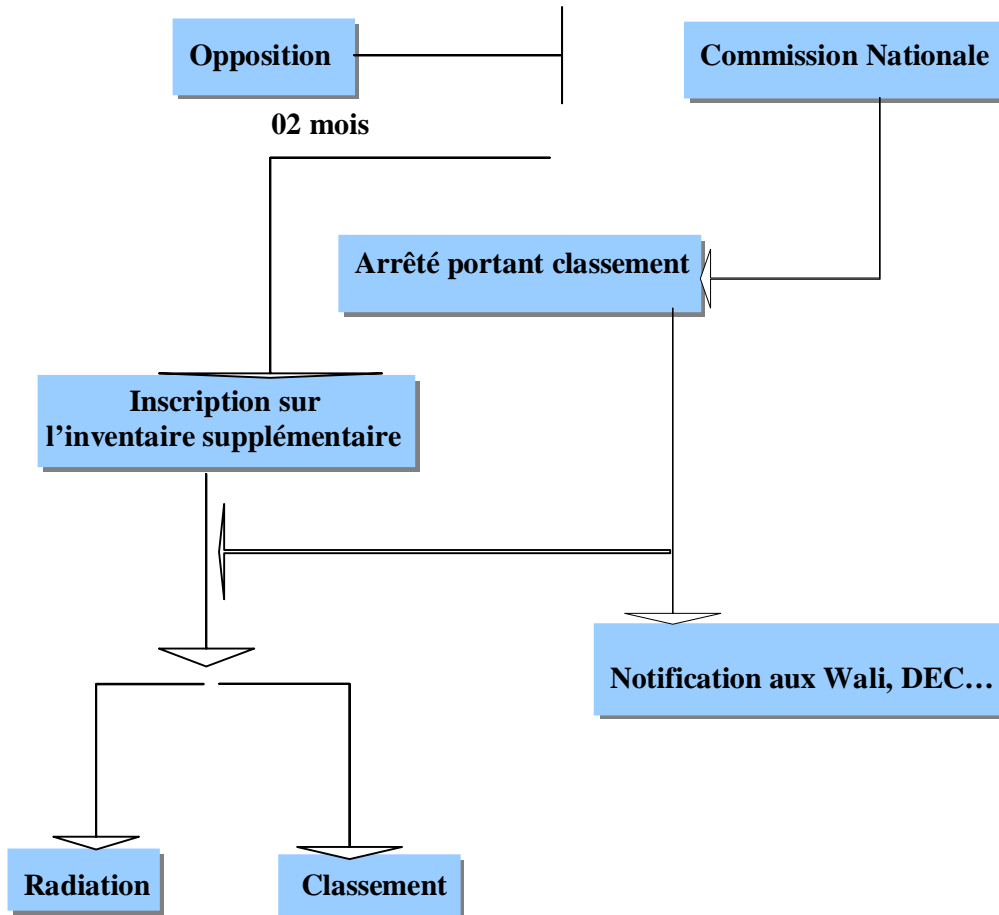 Opposition
Commission Nationale
02 mois
Arrêté portant classement
Inscription sur
l’inventaire supplémentaire
Notification aux Wali, DEC…
Radiation
Classement